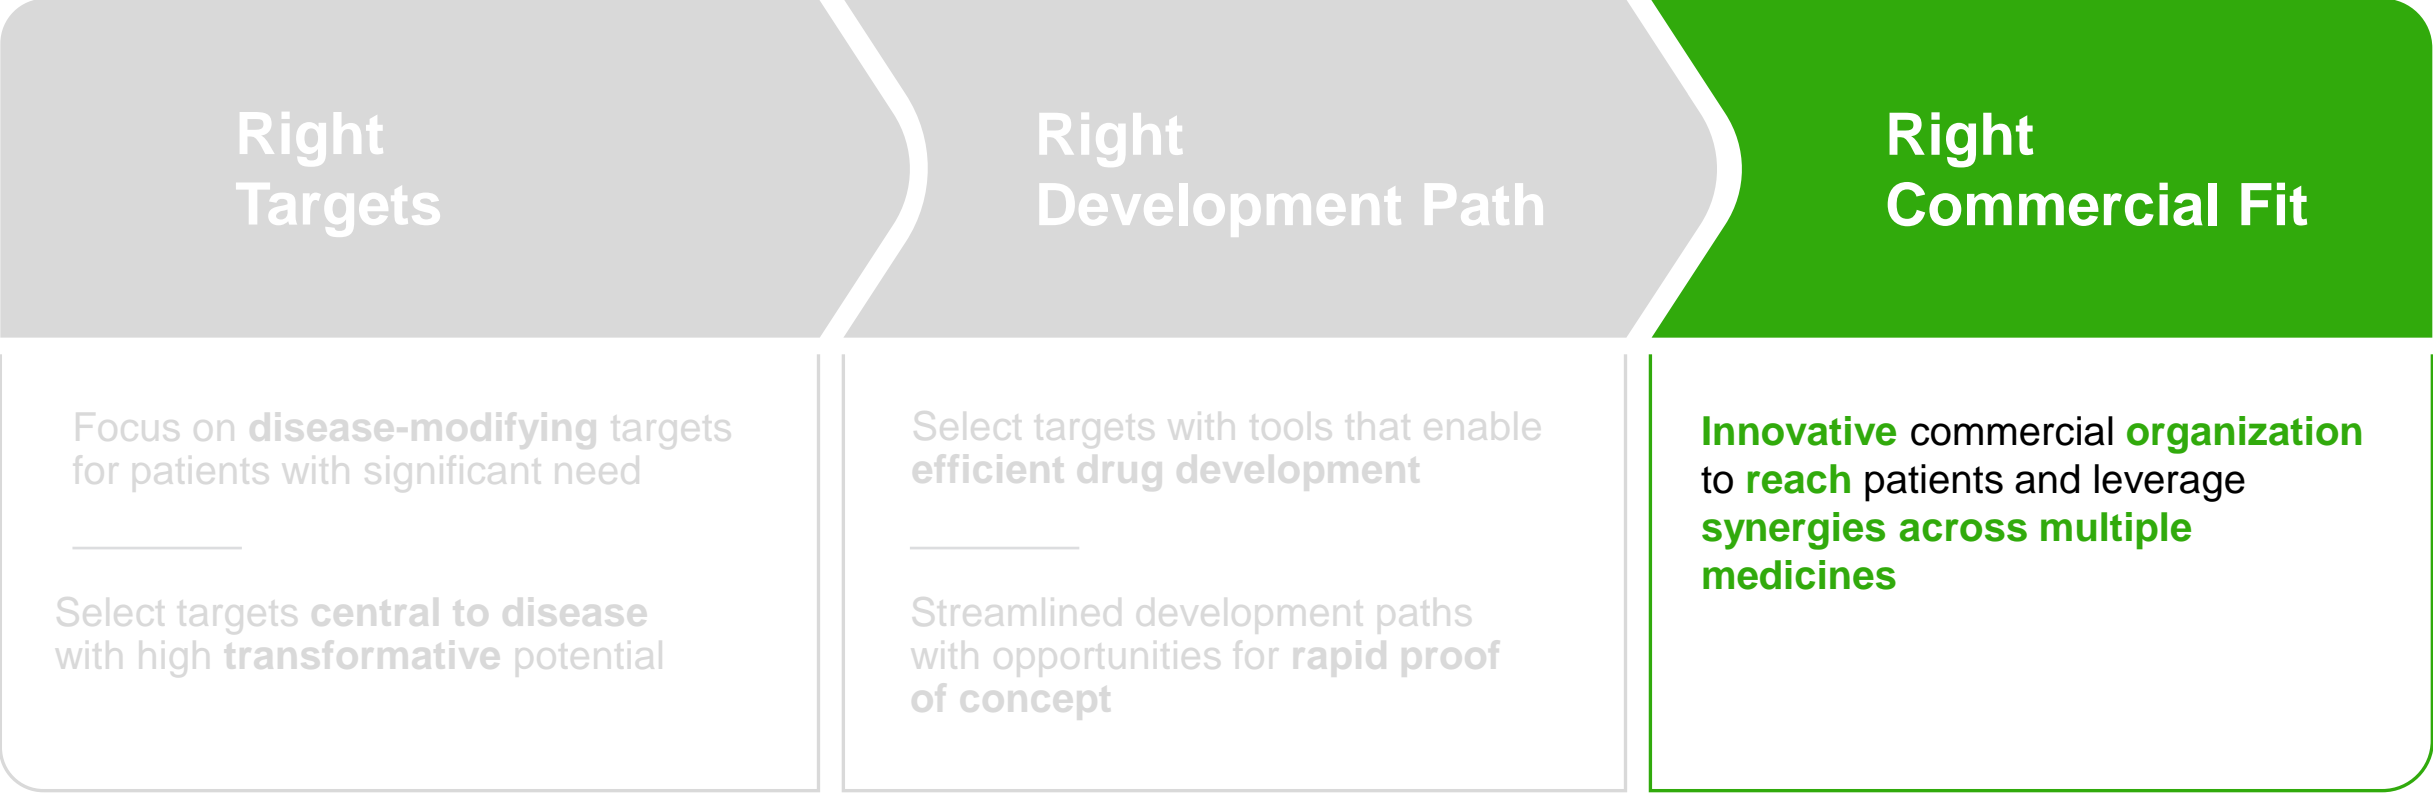 Right
Targets
Focus on disease-modifying targets
for patients with significant need
Select targets central to disease
with high transformative potential
Right
Development Path
Select targets with tools that enable
efficient drug development
Streamlined development paths
with opportunities for rapid proof
of concept
Right
Commercial Fit
Innovative commercial organization
to reach patients and leverage
synergies across multiple
medicines